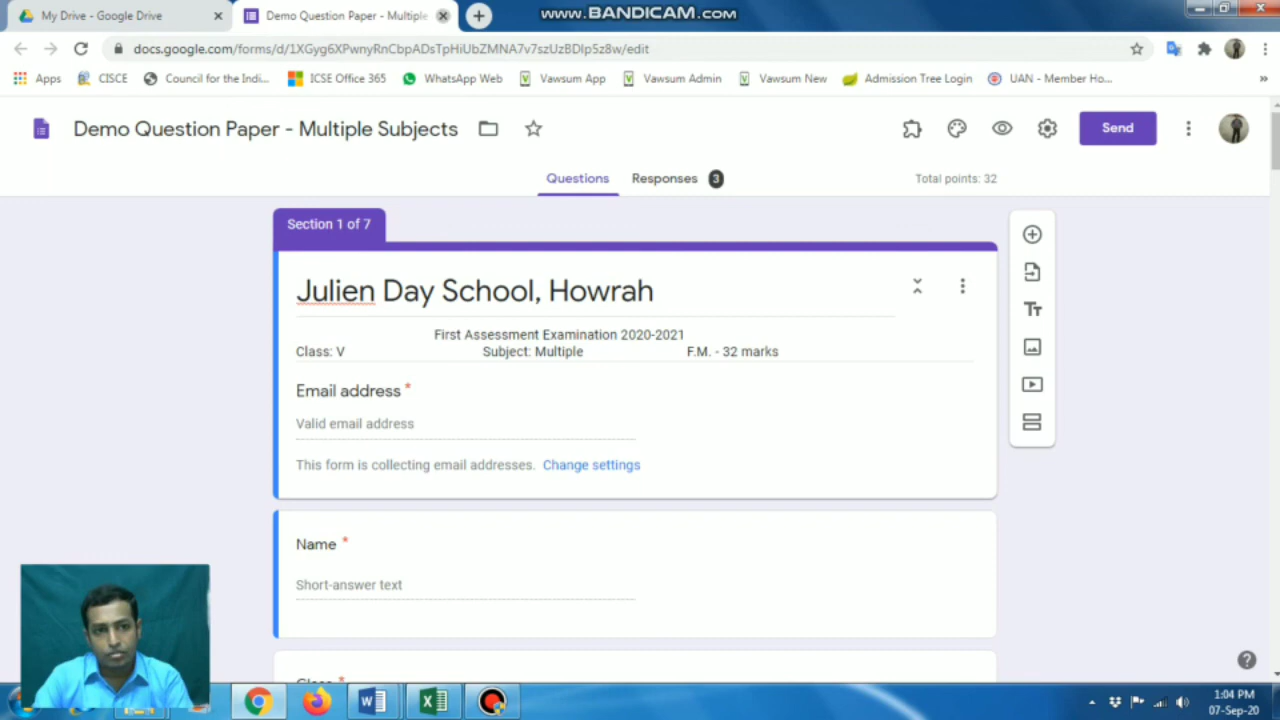 My Drive - Google Drive
Demo Question Paper - Multiple
www.BANDICAM.com
docs.google.com/forms/d/1XGyg6XPwnyRnCbpADsTpHiUbZMNA7v7szUzBDlp5z8w/edit
Apps CISCE Council for the Indi... ICSE Office 365 WhatsApp Web Vawsum App Vawsum Admin Vawsum New Admission Tree Login UAN - Member Ho... »
Demo Question Paper - Multiple Subjects
Send
Questions Responses 3 Total points: 32
Section 1 of 7
Julien Day School, Howrah
First Assessment Examination 2020-2021
Class: V Subject: Multiple F.M. - 32 marks
Email address *
Valid email address
This form is collecting email addresses. Change settings
Name *
Short-answer text
1:04 PM
07-Sep-20